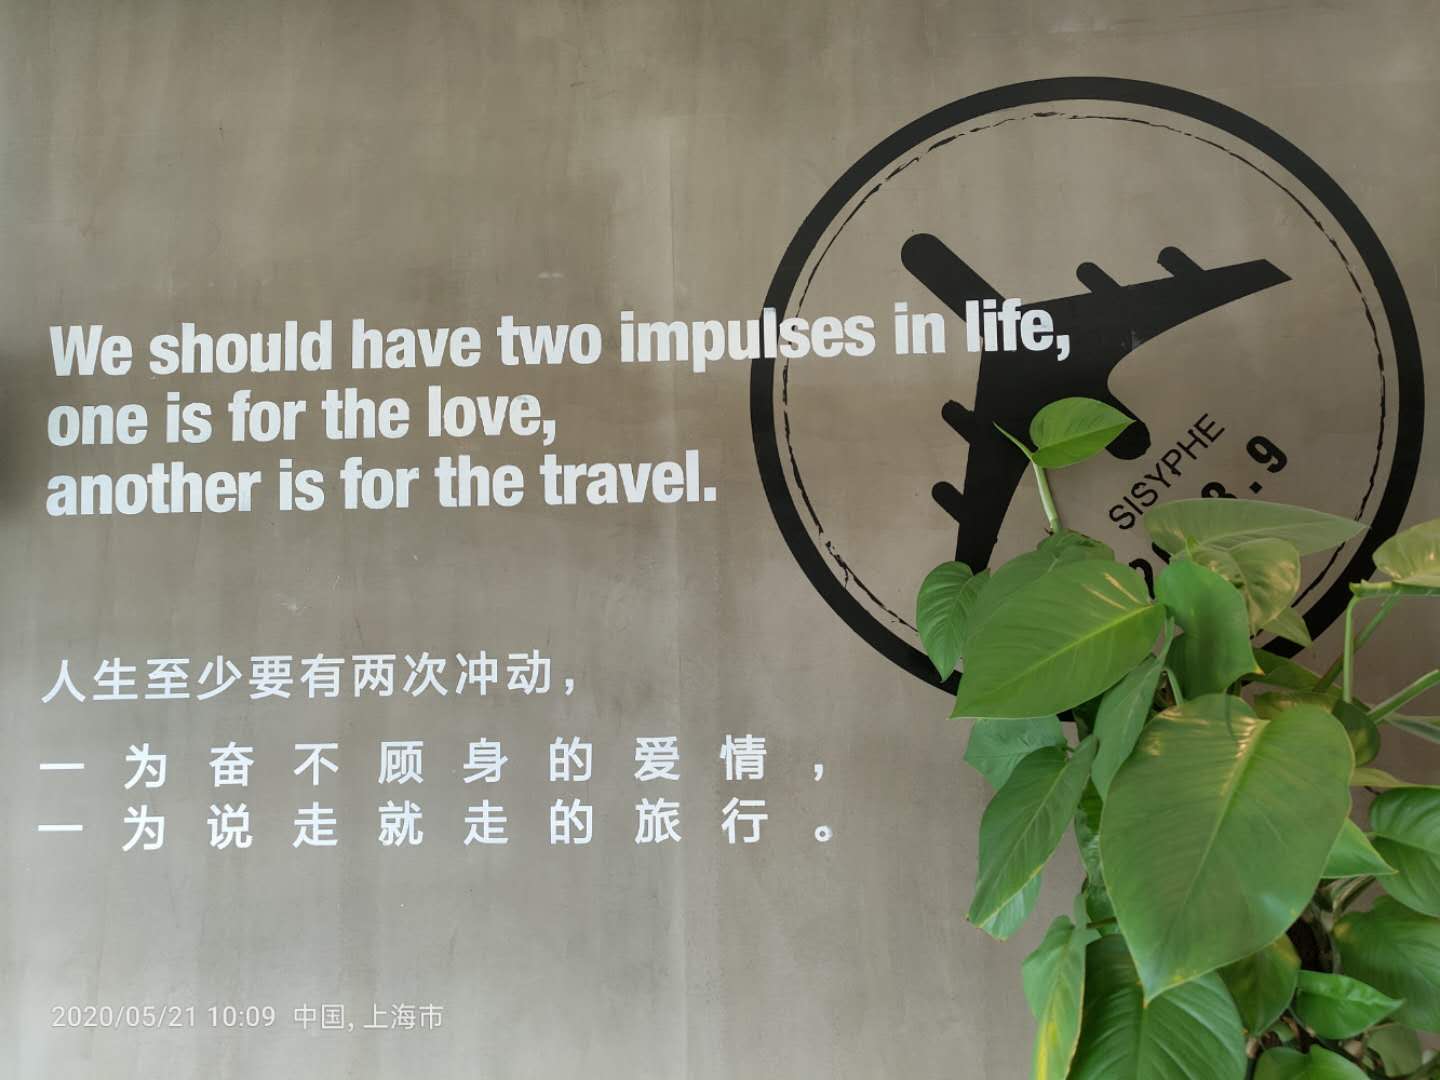 We should have two impulses in life,
one is for the love,
another is for the travel.
SISYPHE
人生至少要有两次冲动，
一为奋不顾身的爱情，
一为说走就走的旅行。
2020/05/21 10:09 中国, 上海市